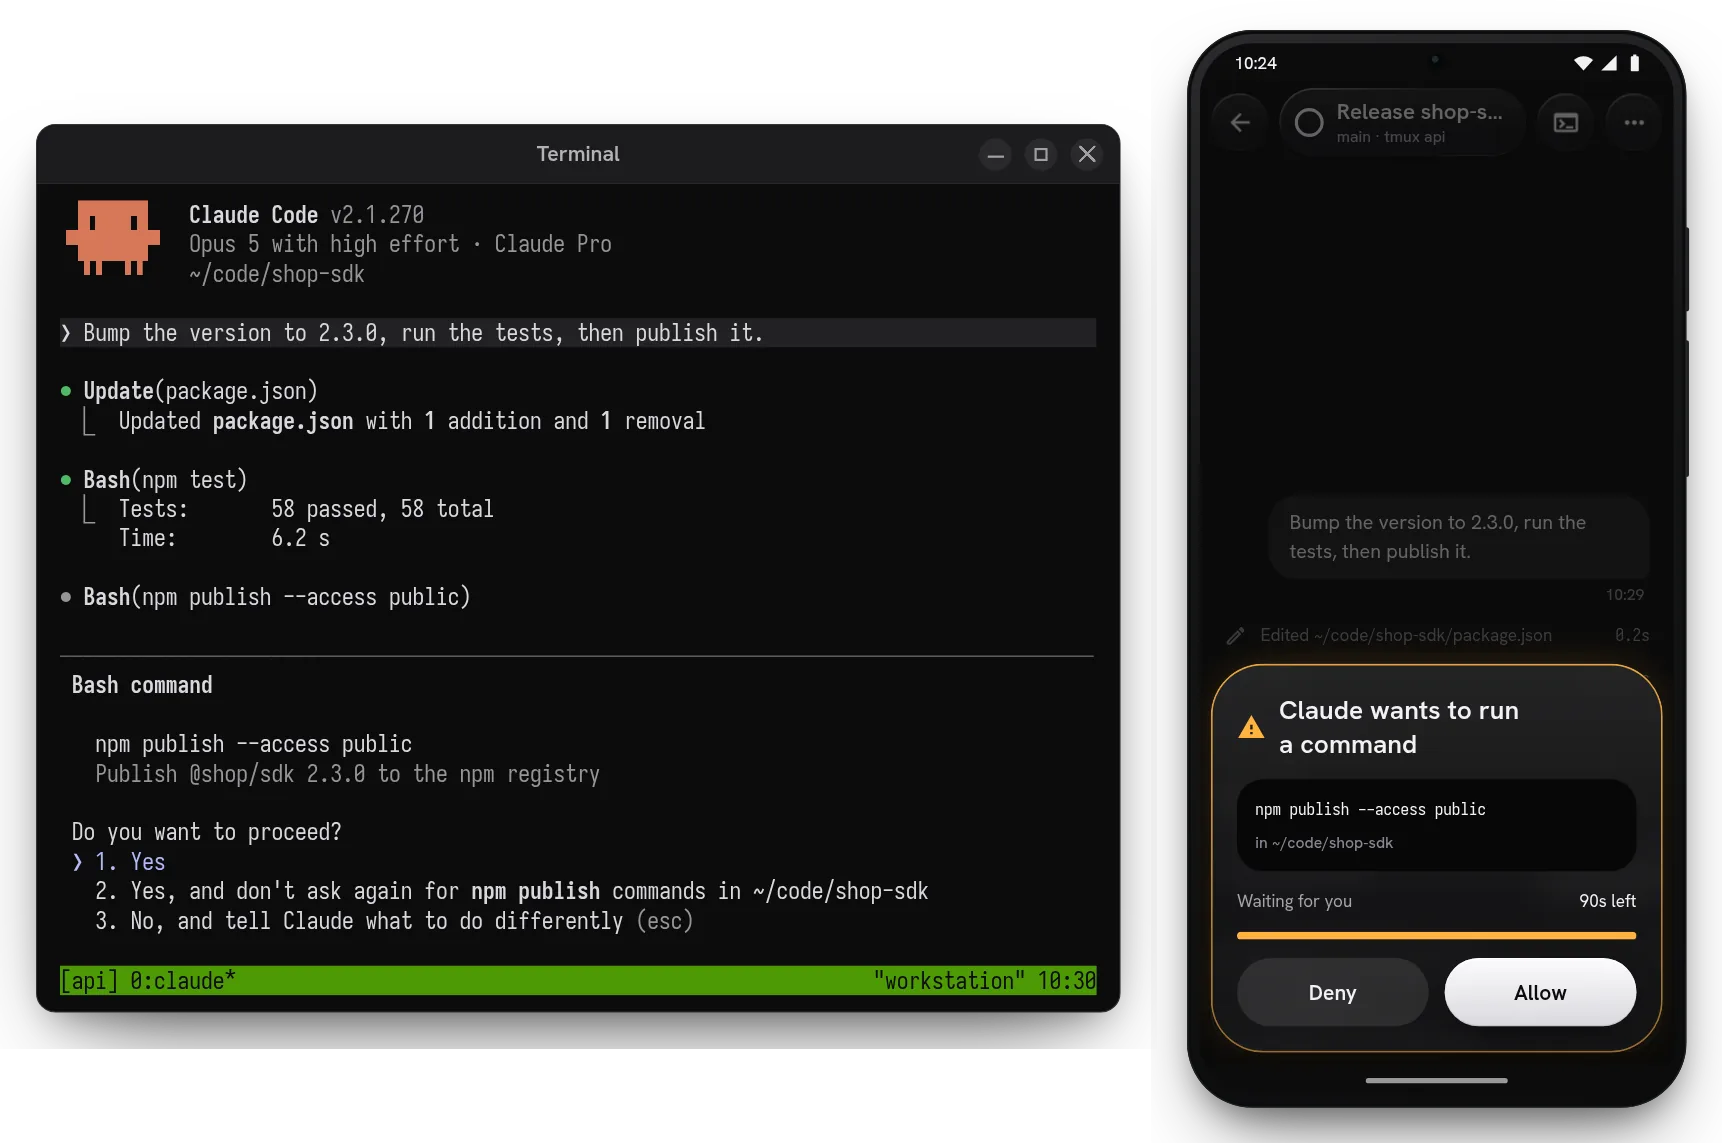 Terminal
Claude Code v2.1.270
Opus 5 with high effort · Claude Pro
~/code/shop-sdk
❯ Bump the version to 2.3.0, run the tests, then publish it.
● Update(package.json)
⎿ Updated package.json with 1 addition and 1 removal
● Bash(npm test)
⎿ Tests: 58 passed, 58 total
Time: 6.2 s
● Bash(npm publish --access public)
Bash command
npm publish --access public
Publish @shop/sdk 2.3.0 to the npm registry
Do you want to proceed?
❯ 1. Yes
2. Yes, and don't ask again for npm publish commands in ~/code/shop-sdk
3. No, and tell Claude what to do differently (esc)
[api] 0:claude* "workstation" 10:30
10:24
Release shop-s...
main · tmux api
Bump the version to 2.3.0, run the
tests, then publish it.
10:29
Edited ~/code/shop-sdk/package.json 0.2s
Claude wants to run
a command
npm publish --access public
in ~/code/shop-sdk
Waiting for you 90s left
Deny Allow